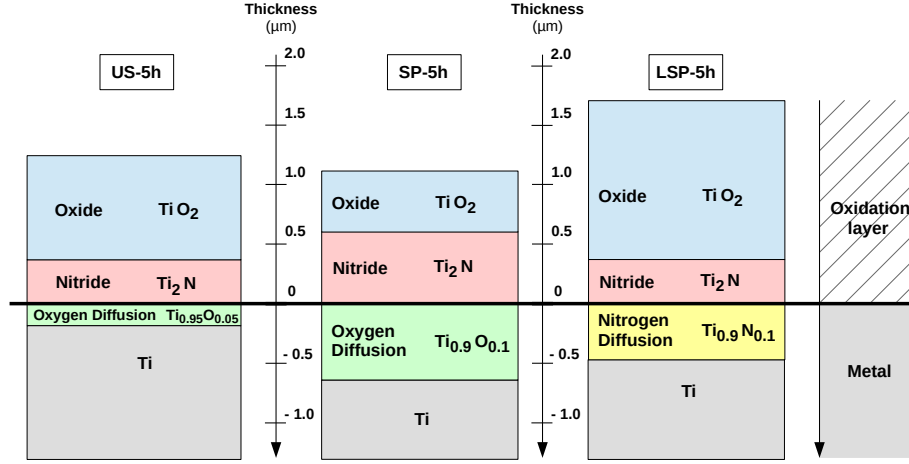 Thickness
(μm)
Thickness
(μm)
US-5h
SP-5h
LSP-5h
2.0
1.5
1.0
0.5
0
- 0.5
- 1.0
2.0
1.5
1.0
0.5
0
- 0.5
- 1.0
Oxide Ti O2
Nitride Ti2 N
Oxygen Diffusion Ti0.95O0.05
Ti
Oxide Ti O2
Nitride Ti2 N
Oxygen
Diffusion Ti0.9 O0.1
Ti
Oxide Ti O2
Nitride Ti2 N
Nitrogen
Diffusion Ti0.9 N0.1
Ti
Oxidation
layer
Metal